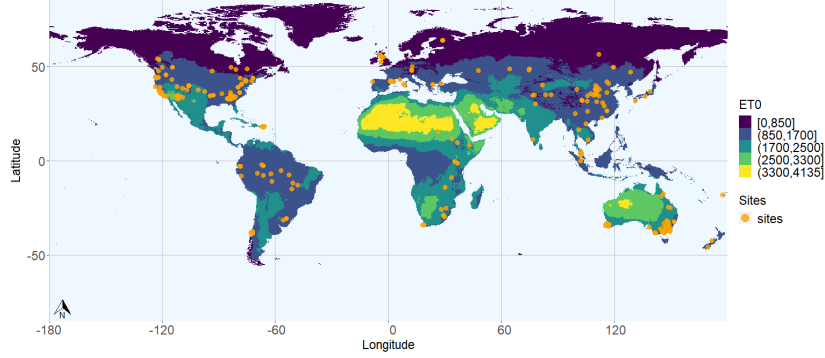 50
0
-50
Latitude
-180
-120
-60
0
60
120
Longitude
N
ET0
[0,850]
(850,1700]
(1700,2500]
(2500,3300]
(3300,4135]
Sites
sites